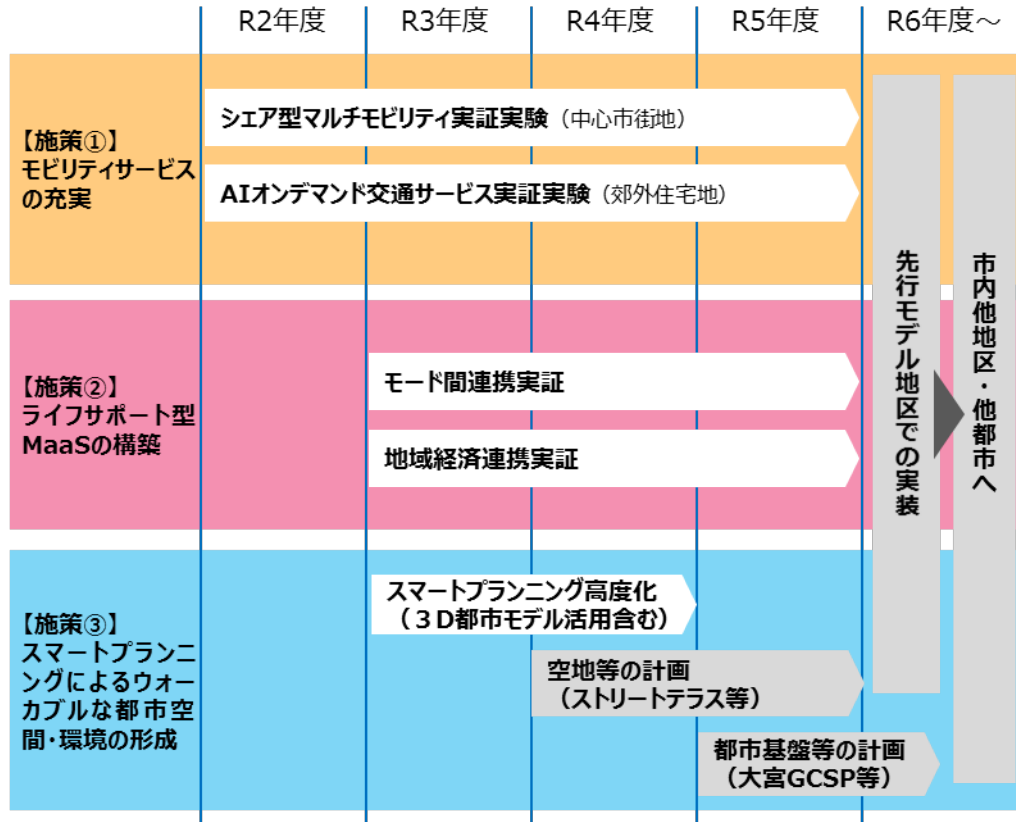 R2年度
R3年度
R4年度
R5年度
R6年度～
【施策①】
モビリティサービス
の充実
シェア型マルチモビリティ実証実験（中心市街地）
AIオンデマンド交通サービス実証実験（郊外住宅地）
【施策②】
ライフサポート型
MaaSの構築
モード間連携実証
地域経済連携実証
【施策③】
スマートプランニ
ングによるウォー
カブルな都市空
間・環境の形成
スマートプランニング高度化
（３D都市モデル活用含む）
空地等の計画
（ストリートテラス等）
都市基盤等の計画
（大宮GCSP等）
先行モデル地区での実装
市内他地区・他都市へ